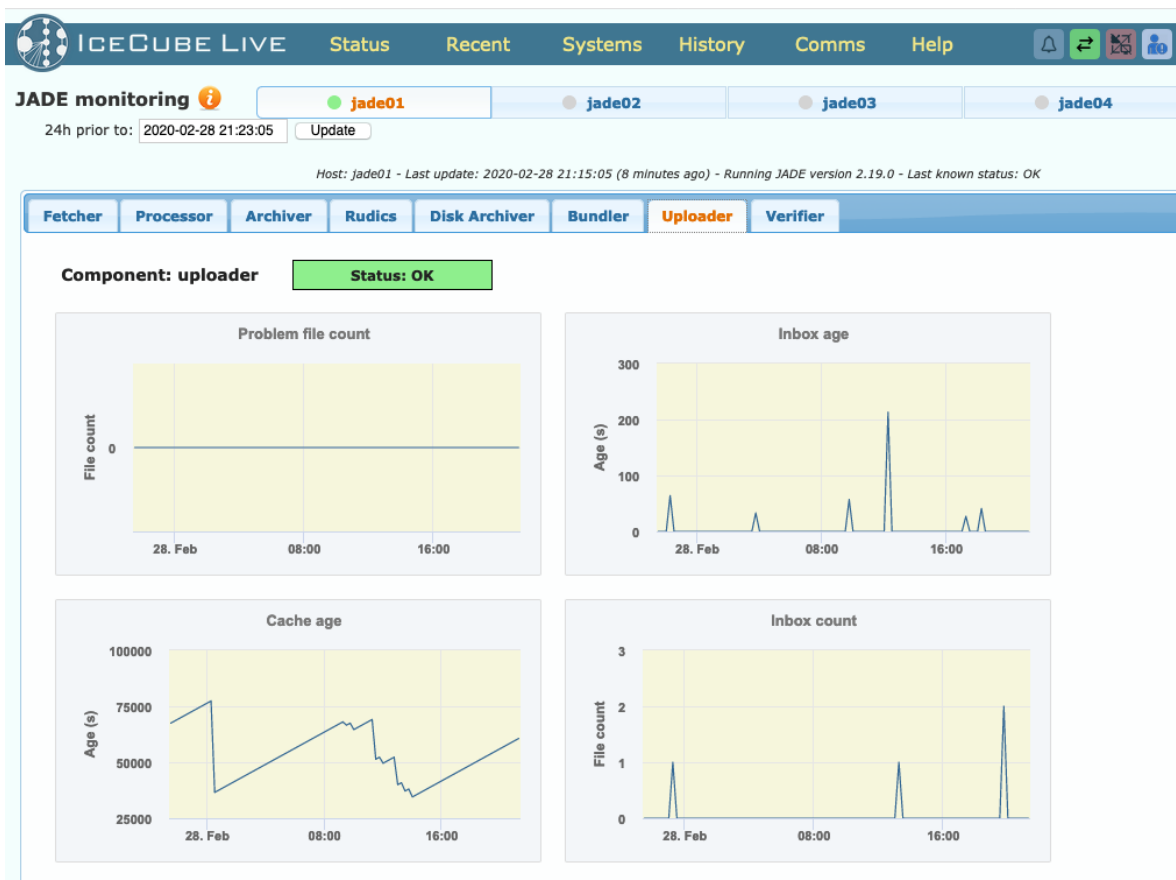 ICECUBE LIVE Status Recent Systems History Comms Help
JADE monitoring i jade01 jade02 jade03 jade04
24h prior to: 2020-02-28 21:23:05 Update
Host: jade01 - Last update: 2020-02-28 21:15:05 (8 minutes ago) - Running JADE version 2.19.0 - Last known status: OK
Fetcher Processor Archiver Rudics Disk Archiver Bundler Uploader Verifier
Component: uploader Status: OK
Problem file count
File count
0
28. Feb 08:00 16:00
Inbox age
Age (s)
300
200
100
0
28. Feb 08:00 16:00
Cache age
Age (s)
100000
75000
50000
25000
28. Feb 08:00 16:00
Inbox count
File count
3
2
1
0
28. Feb 08:00 16:00